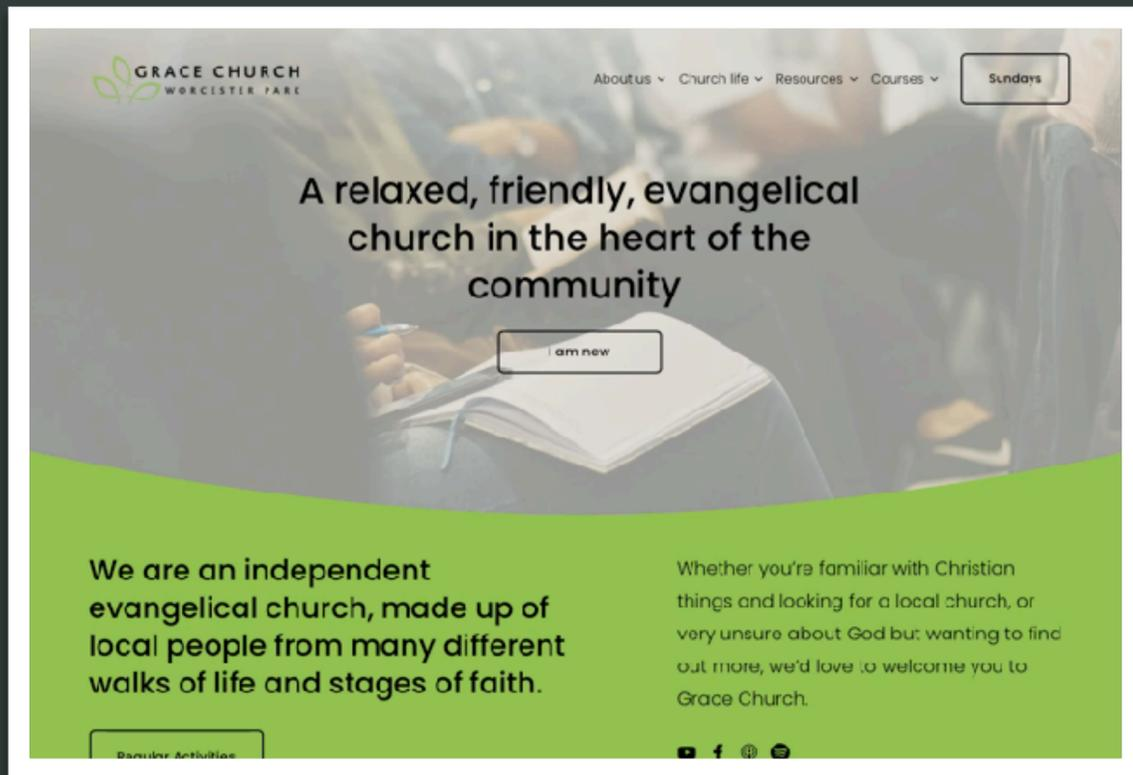 GRACE CHURCH
WORCESTER PARK
About us
Church life
Resources
Courses
Sundays
A relaxed, friendly, evangelical
church in the heart of the
community
I am new
We are an independent
evangelical church, made up of
local people from many different
walks of life and stages of faith.
Regular Activities
Whether you're familiar with Christian
things and looking for a local church, or
very unsure about God but wanting to find
out more, we'd love to welcome you to
Grace Church.